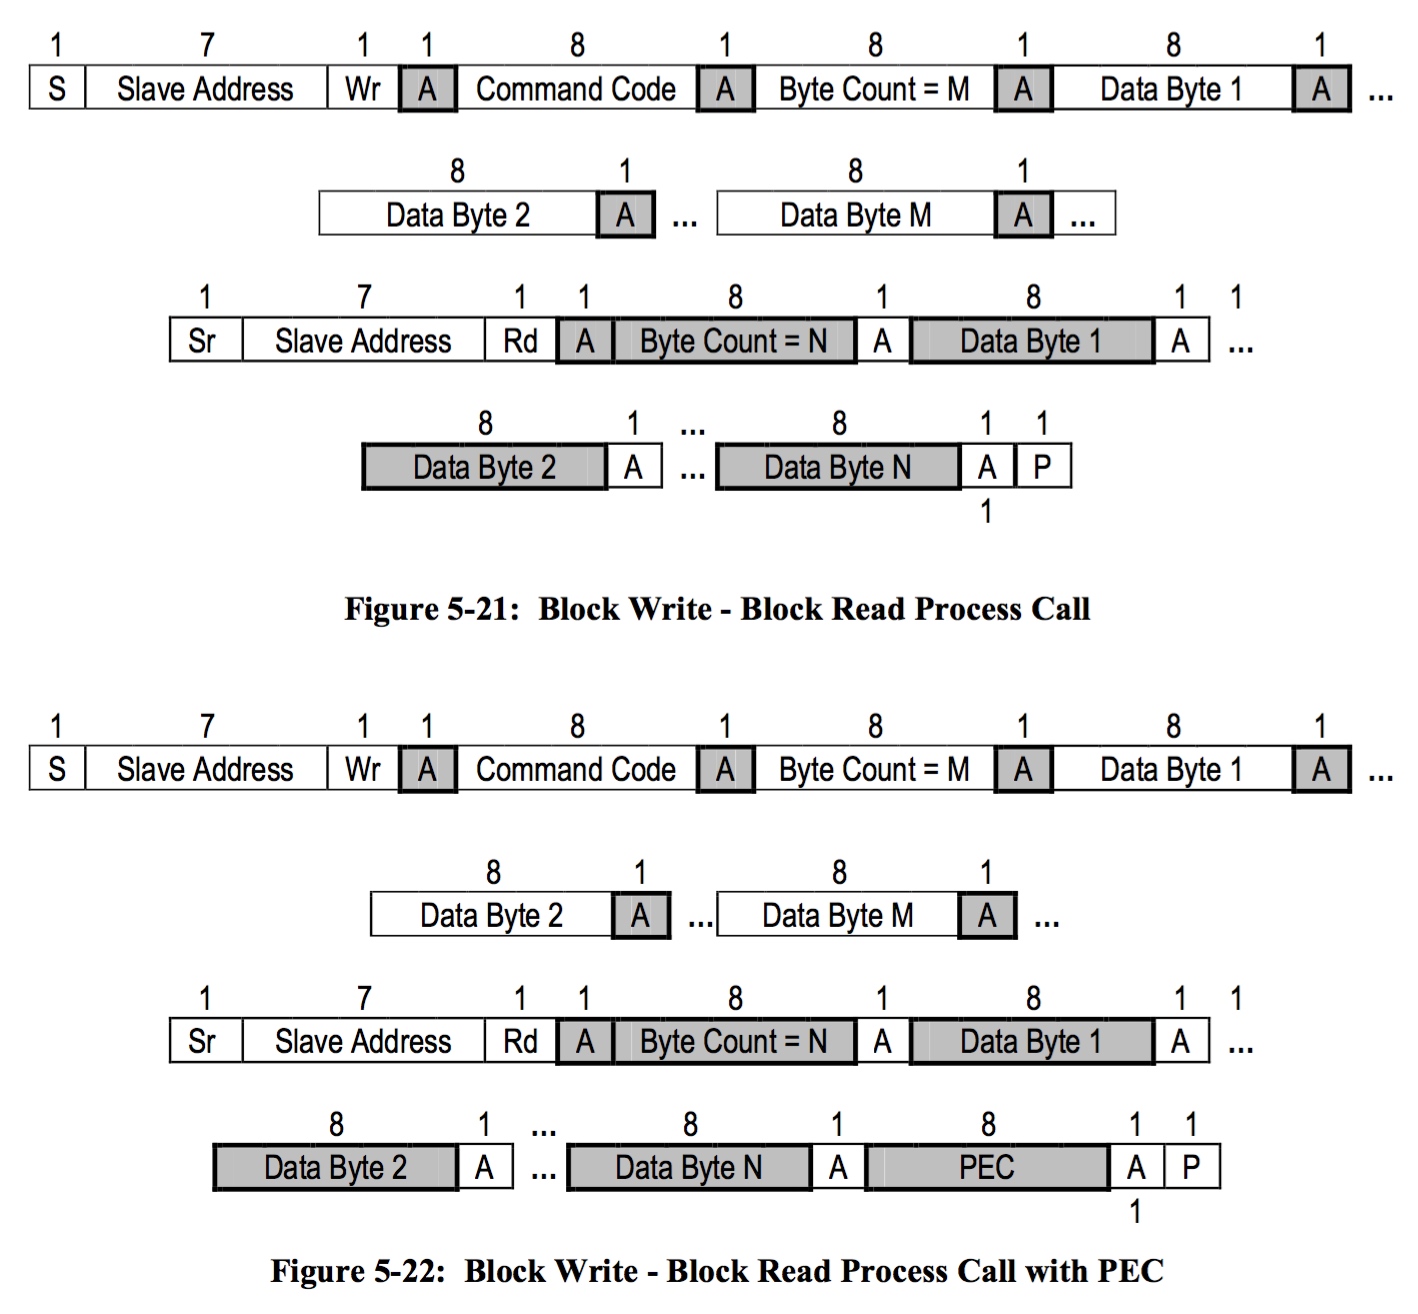 1 7 1 1 8 1 8 1 8 1
S Slave Address Wr A Command Code A Byte Count = M A Data Byte 1 A ...
8 1 8 1
Data Byte 2 A ... Data Byte M A ...
1 7 1 1 8 1 8 1 1
Sr Slave Address Rd A Byte Count = N A Data Byte 1 A ...
8 1 ... 8 1 1
Data Byte 2 A ... Data Byte N A P
1
Figure 5-21: Block Write - Block Read Process Call
1 7 1 1 8 1 8 1 8 1
S Slave Address Wr A Command Code A Byte Count = M A Data Byte 1 A ...
8 1 8 1
Data Byte 2 A ... Data Byte M A ...
1 7 1 1 8 1 8 1 1
Sr Slave Address Rd A Byte Count = N A Data Byte 1 A ...
8 1 ... 8 1 8 1 1
Data Byte 2 A ... Data Byte N A PEC A P
1
Figure 5-22: Block Write - Block Read Process Call with PEC